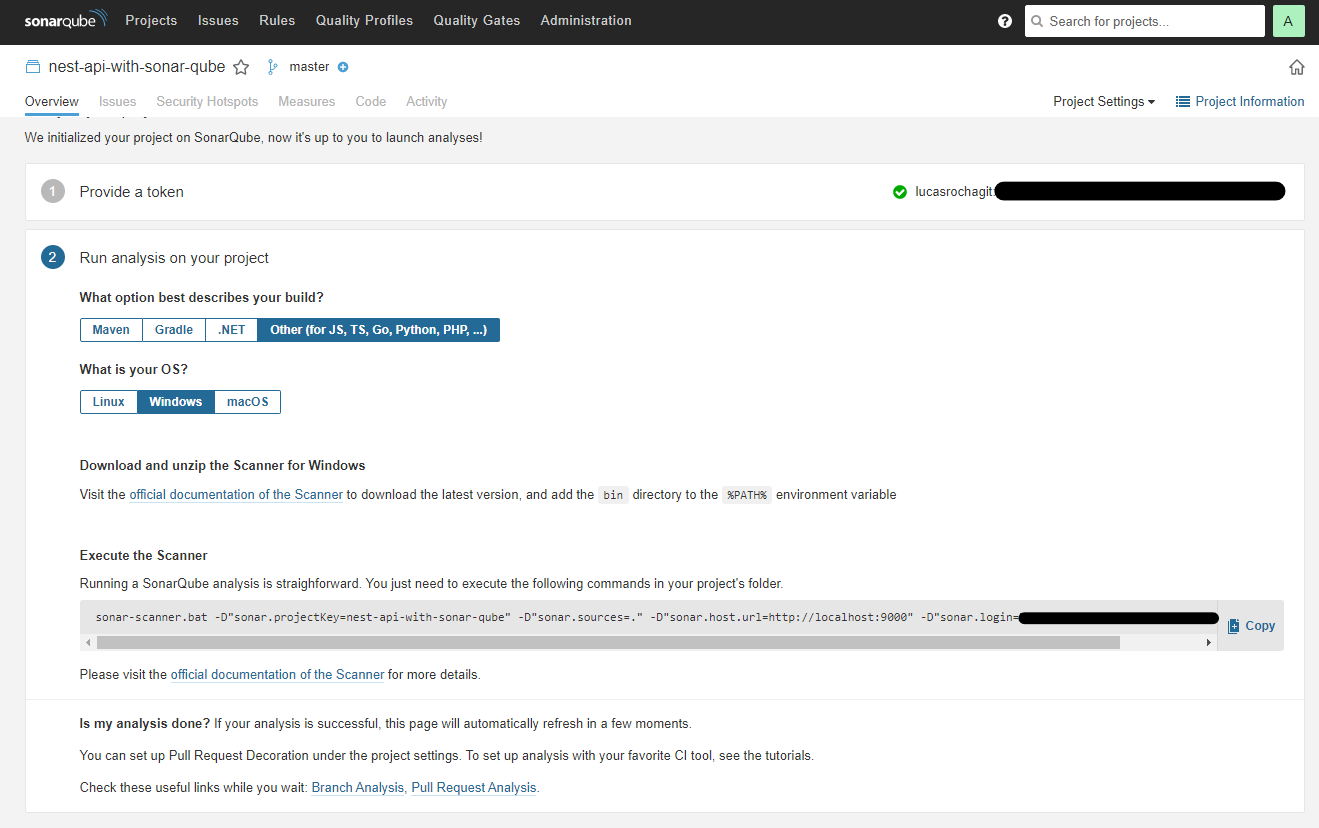 sonarqube Projects Issues Rules Quality Profiles Quality Gates Administration ? Search for projects... A
nest-api-with-sonar-qube master
Overview Issues Security Hotspots Measures Code Activity Project Settings Project Information
We initialized your project on SonarQube, now it's up to you to launch analyses!
1 Provide a token lucasrochagit:
2 Run analysis on your project
What option best describes your build?
Maven Gradle .NET Other (for JS, TS, Go, Python, PHP, ...)
What is your OS?
Linux Windows macOS
Download and unzip the Scanner for Windows
Visit the official documentation of the Scanner to download the latest version, and add the bin directory to the %PATH% environment variable
Execute the Scanner
Running a SonarQube analysis is straighforward. You just need to execute the following commands in your project's folder.
sonar-scanner.bat -D"sonar.projectKey=nest-api-with-sonar-qube" -D"sonar.sources=." -D"sonar.host.url=http://localhost:9000" -D"sonar.login=
Copy
Please visit the official documentation of the Scanner for more details.
Is my analysis done? If your analysis is successful, this page will automatically refresh in a few moments.
You can set up Pull Request Decoration under the project settings. To set up analysis with your favorite CI tool, see the tutorials.
Check these useful links while you wait: Branch Analysis, Pull Request Analysis.